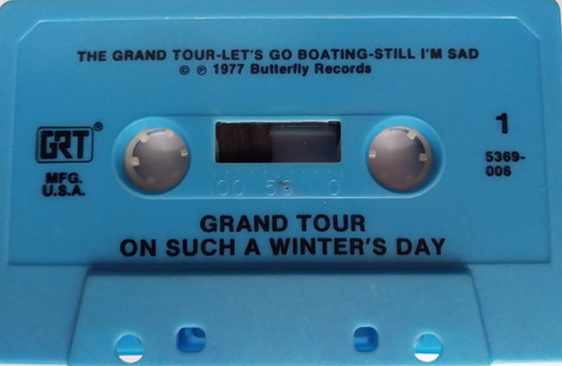 THE GRAND TOUR-LET'S GO BOATING-STILL I'M SAD
© ℗ 1977 Butterfly Records
GRT®
MFG.
U.S.A.
1
5369-
006
100 50 0
GRAND TOUR
ON SUCH A WINTER'S DAY